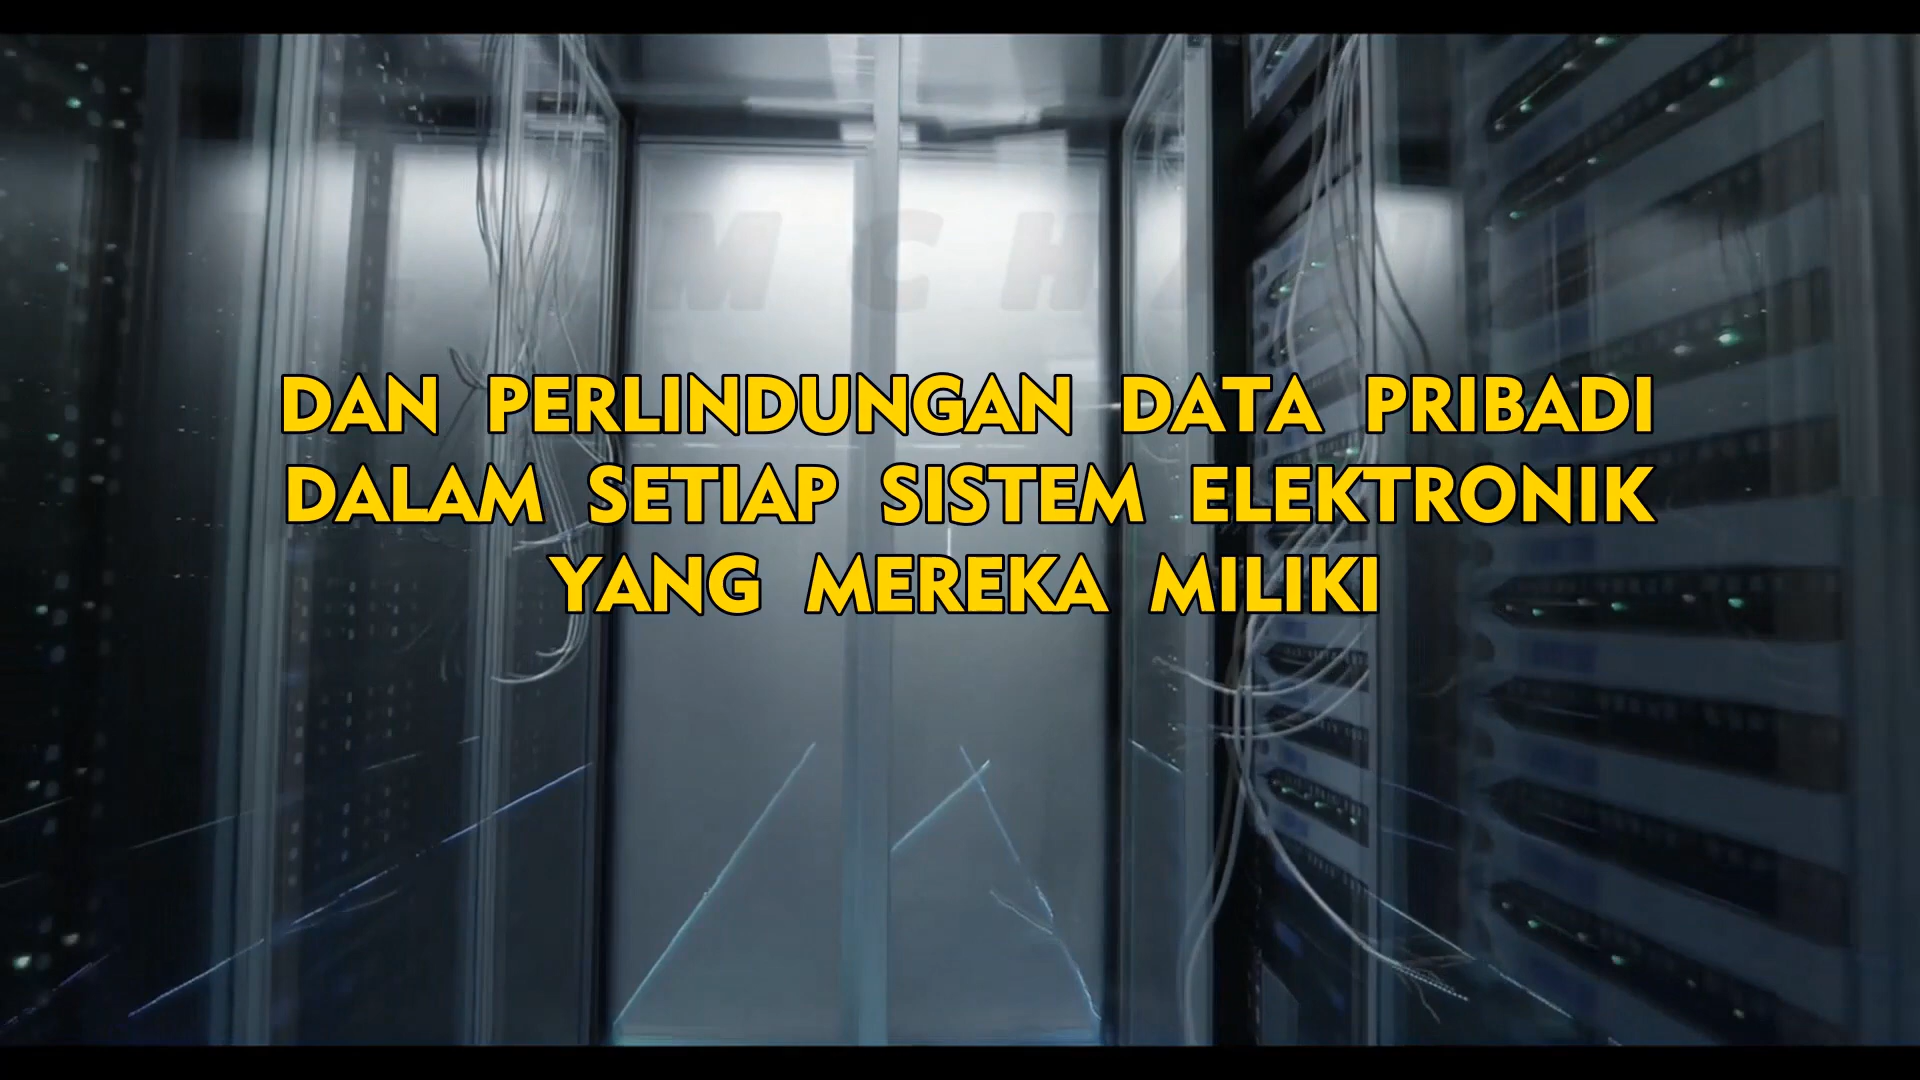 DAN PERLINDUNGAN DATA PRIBADI
DALAM SETIAP SISTEM ELEKTRONIK
YANG MEREKA MILIKI